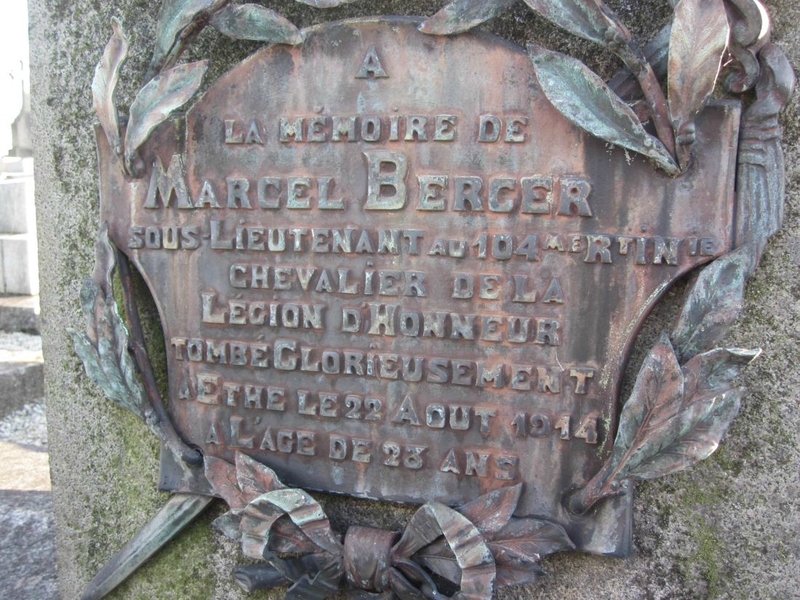 A
LA MÉMOIRE DE
MARCEL BERGER
SOUS-LIEUTENANT AU 104ME RT INIE
CHEVALIER DE LA
LÉGION D'HONNEUR
TOMBÉ GLORIEUSEMENT
A ETHE LE 22 AOUT 1914
A L'AGE DE 23 ANS